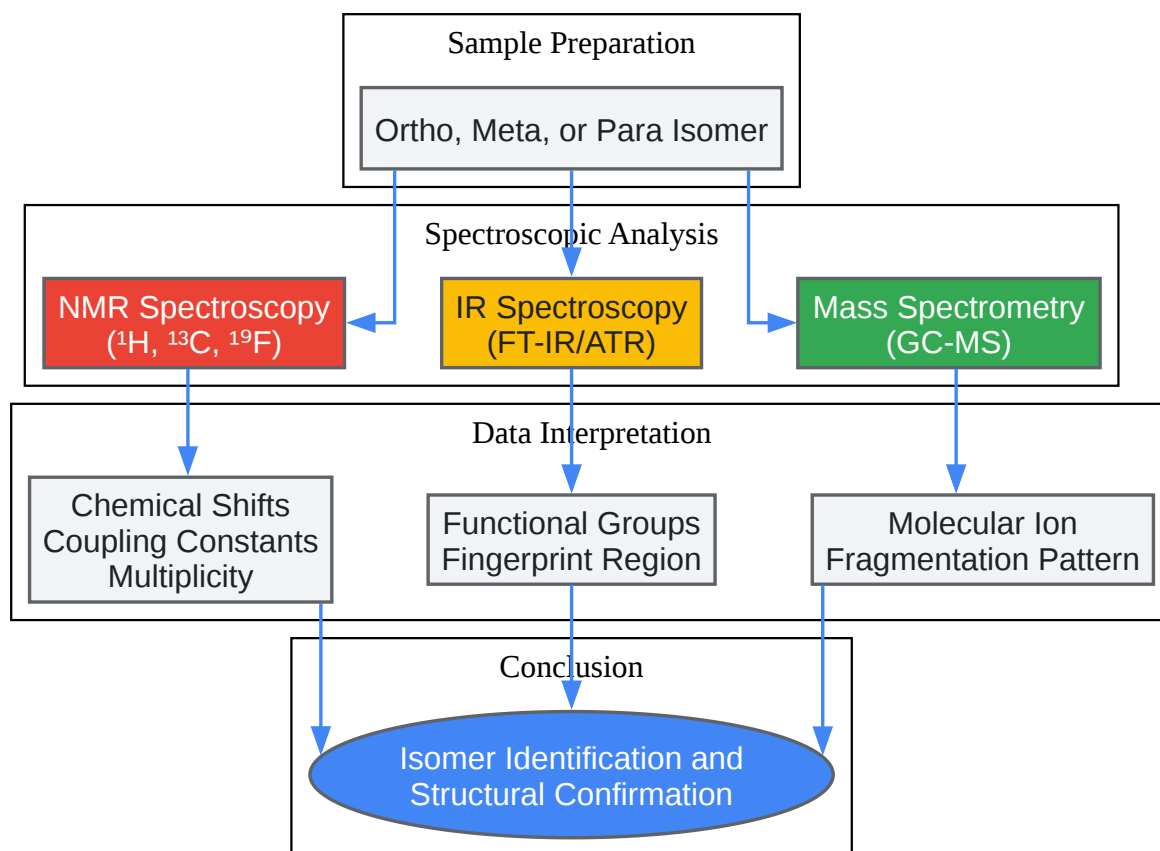 Sample Preparation
Ortho, Meta, or Para Isomer
Spectroscopic Analysis
NMR Spectroscopy
(¹H, ¹³C, ¹⁹F)
IR Spectroscopy
(FT-IR/ATR)
Mass Spectrometry
(GC-MS)
Data Interpretation
Chemical Shifts
Coupling Constants
Multiplicity
Functional Groups
Fingerprint Region
Molecular Ion
Fragmentation Pattern
Conclusion
Isomer Identification and
Structural Confirmation